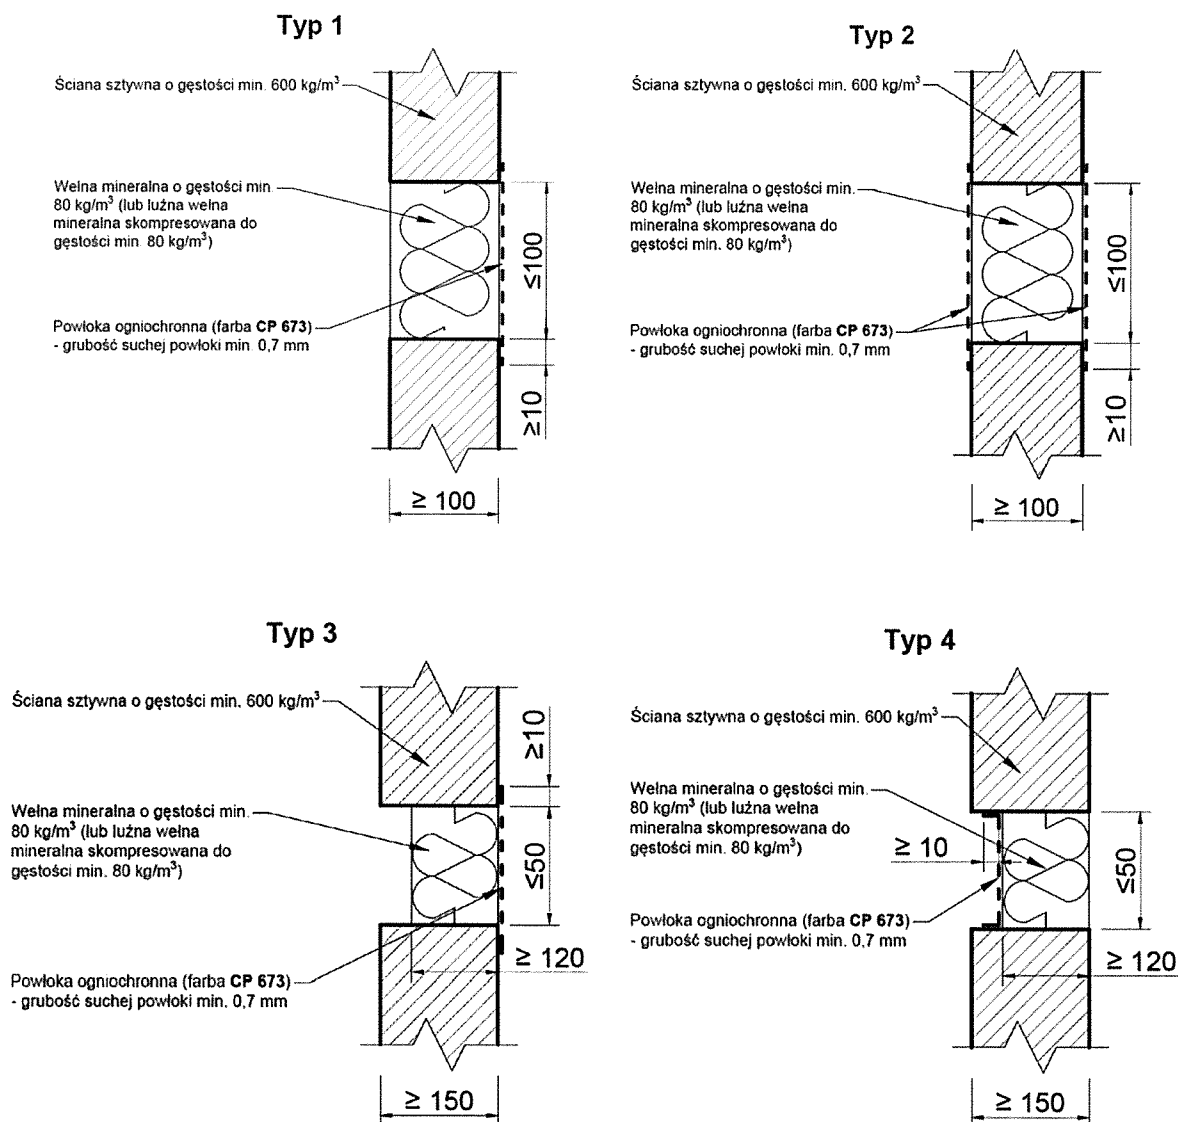 Typ 1
Ściana sztywna o gęstości min. 600 kg/m³
Wełna mineralna o gęstości min.
80 kg/m³ (lub luźna wełna
mineralna skompresowana do
gęstości min. 80 kg/m³)
Powłoka ogniochronna (farba CP 673)
- grubość suchej powłoki min. 0,7 mm
≤100
≥10
≥ 100
Typ 2
Ściana sztywna o gęstości min. 600 kg/m³
Wełna mineralna o gęstości min.
80 kg/m³ (lub luźna wełna
mineralna skompresowana do
gęstości min. 80 kg/m³)
Powłoka ogniochronna (farba CP 673)
- grubość suchej powłoki min. 0,7 mm
≤100
≥10
≥ 100
Typ 3
Ściana sztywna o gęstości min. 600 kg/m³
Wełna mineralna o gęstości min.
80 kg/m³ (lub luźna wełna
mineralna skompresowana do
gęstości min. 80 kg/m³)
Powłoka ogniochronna (farba CP 673)
- grubość suchej powłoki min. 0,7 mm
≥10
≤50
≥ 120
≥ 150
Typ 4
Ściana sztywna o gęstości min. 600 kg/m³
Wełna mineralna o gęstości min.
80 kg/m³ (lub luźna wełna
mineralna skompresowana do
gęstości min. 80 kg/m³)
≥ 10
Powłoka ogniochronna (farba CP 673)
- grubość suchej powłoki min. 0,7 mm
≤50
≥ 120
≥ 150